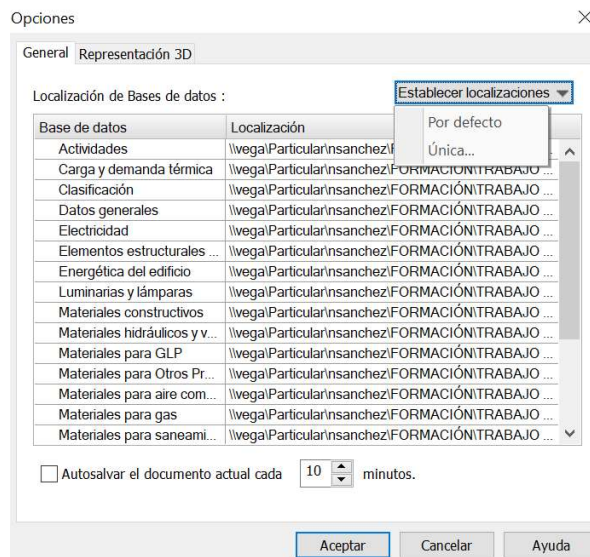 Opciones
General Representación 3D
Localización de Bases de datos :
Establecer localizaciones
Por defecto
Única...
Base de datos Localización
Actividades \\vega\Particular\nsanchez\
Carga y demanda térmica \\vega\Particular\nsanchez\FORMACIÓN\TRABAJO ...
Clasificación \\vega\Particular\nsanchez\FORMACIÓN\TRABAJO ...
Datos generales \\vega\Particular\nsanchez\FORMACIÓN\TRABAJO ...
Electricidad \\vega\Particular\nsanchez\FORMACIÓN\TRABAJO ...
Elementos estructurales ... \\vega\Particular\nsanchez\FORMACIÓN\TRABAJO ...
Energética del edificio \\vega\Particular\nsanchez\FORMACIÓN\TRABAJO ...
Luminarias y lámparas \\vega\Particular\nsanchez\FORMACIÓN\TRABAJO ...
Materiales constructivos \\vega\Particular\nsanchez\FORMACIÓN\TRABAJO ...
Materiales hidráulicos y v... \\vega\Particular\nsanchez\FORMACIÓN\TRABAJO ...
Materiales para GLP \\vega\Particular\nsanchez\FORMACIÓN\TRABAJO ...
Materiales para Otros Pr... \\vega\Particular\nsanchez\FORMACIÓN\TRABAJO ...
Materiales para aire com... \\vega\Particular\nsanchez\FORMACIÓN\TRABAJO ...
Materiales para gas \\vega\Particular\nsanchez\FORMACIÓN\TRABAJO ...
Materiales para saneami... \\vega\Particular\nsanchez\FORMACIÓN\TRABAJO ...
Autosalvar el documento actual cada 10 minutos.
Aceptar Cancelar Ayuda